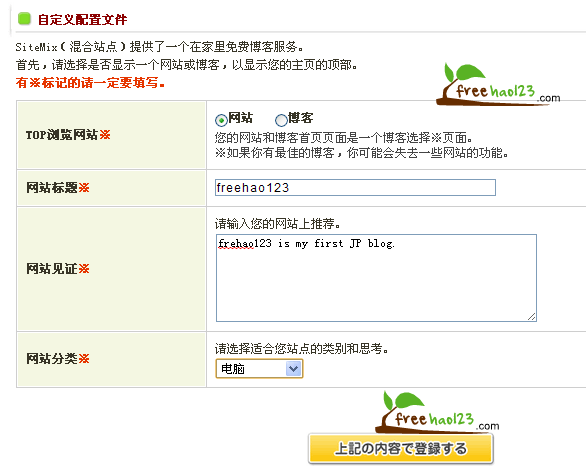 自定义配置文件
SiteMix（混合站点）提供了一个在家里免费博客服务。
首先，请选择是否显示一个网站或博客，以显示您的主页的顶部。
有※标记的请一定要填写。
freehao123.com
TOP浏览网站※
网站 博客
您的网站和博客首页页面是一个博客选择※页面。
※如果你有最佳的博客，你可能会失去一些网站的功能。
网站标题※
freehao123
网站见证※
请输入您的网站上推荐。
frehao123 is my first JP blog.
网站分类※
请选择适合您站点的类别和思考。
电脑
freehao123.com
上記の内容で登録する